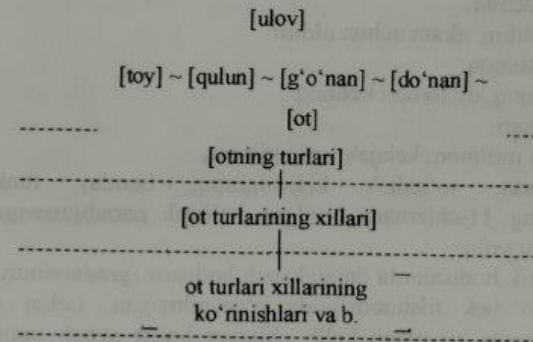 [ulov]
[toy] ~ [qulun] ~ [g‘o‘nan] ~ [do‘nan] ~
[ot]
[otning turlari]
[ot turlarining xillari]
ot turlari xillarining
ko‘rinishlari va b.